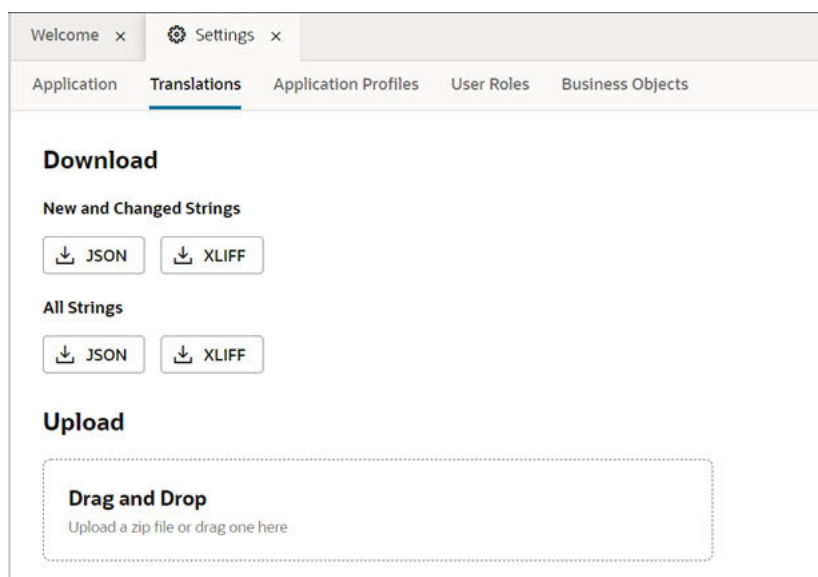 Welcome × Settings ×
Application Translations Application Profiles User Roles Business Objects
Download
New and Changed Strings
JSON XLIFF
All Strings
JSON XLIFF
Upload
Drag and Drop
Upload a zip file or drag one here